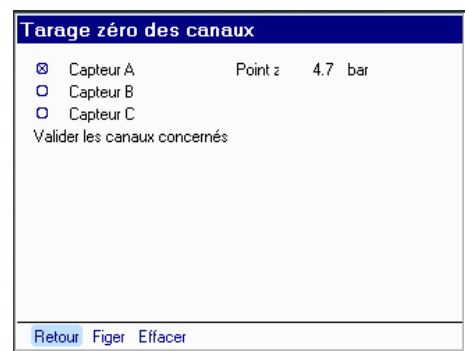 Tarage zéro des canaux
Capteur A Point z 4.7 bar
Capteur B
Capteur C
Valider les canaux concernés
Retour Figer Effacer